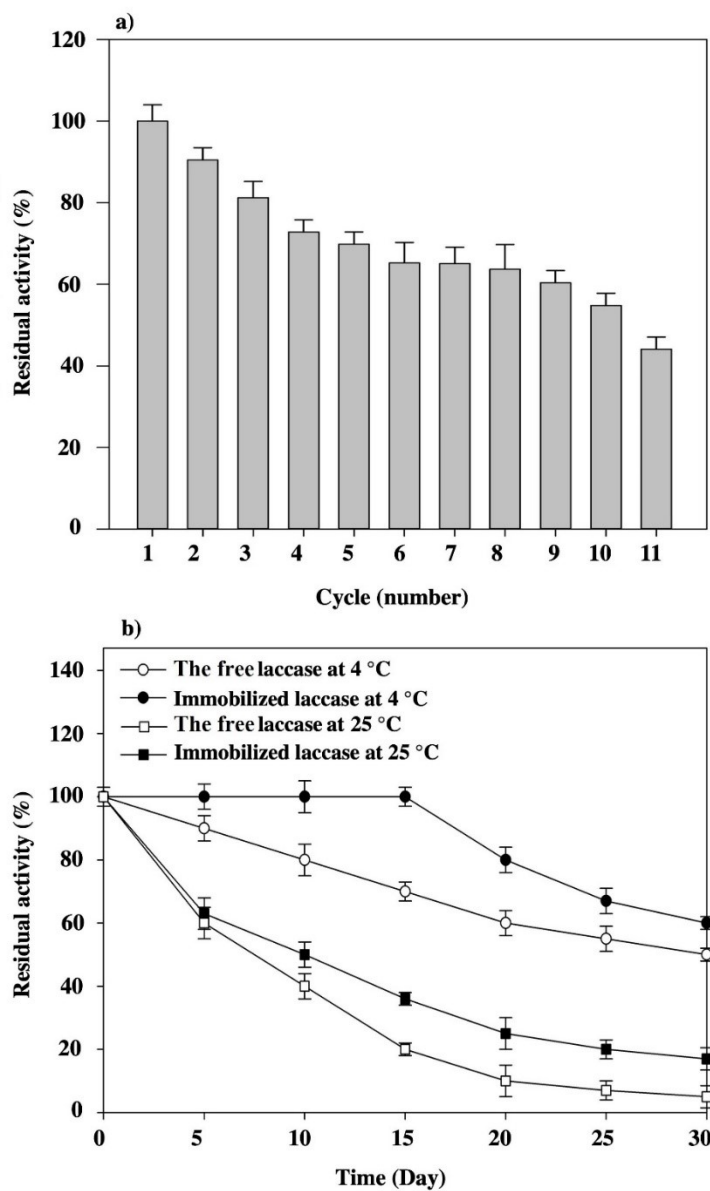 a)
120
100
80
60
40
20
0
Residual activity (%)
1 2 3 4 5 6 7 8 9 10 11
Cycle (number)
b)
The free laccase at 4 °C
Immobilized laccase at 4 °C
The free laccase at 25 °C
Immobilized laccase at 25 °C
140
120
100
80
60
40
20
0
Residual activity (%)
0 5 10 15 20 25 30
Time (Day)